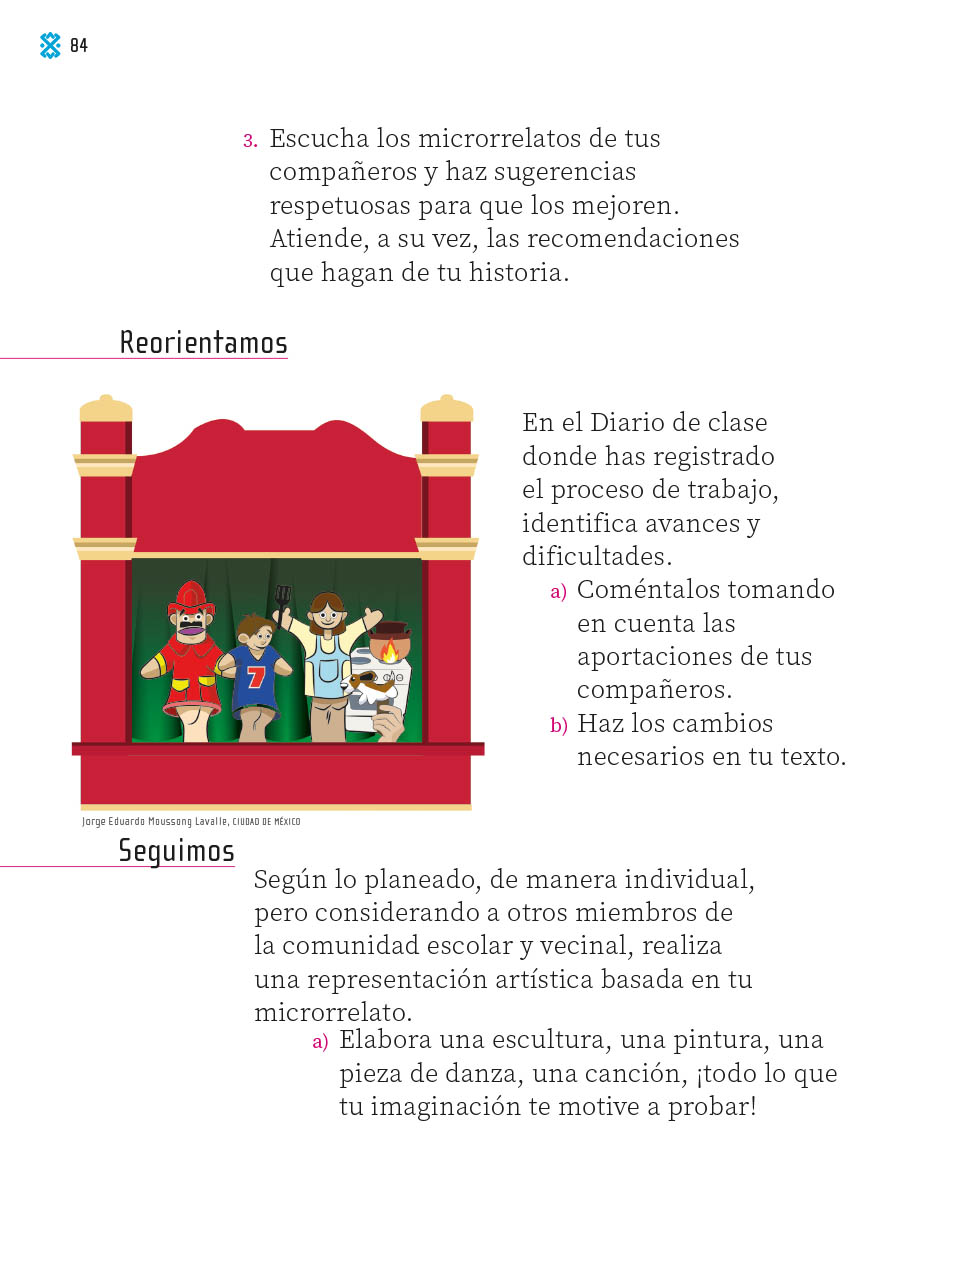 84
3. Escucha los microrrelatos de tus
compañeros y haz sugerencias
respetuosas para que los mejoren.
Atiende, a su vez, las recomendaciones
que hagan de tu historia.
Reorientamos
En el Diario de clase
donde has registrado
el proceso de trabajo,
identifica avances y
dificultades.
a) Coméntalos tomando
en cuenta las
aportaciones de tus
compañeros.
b) Haz los cambios
necesarios en tu texto.
7
Jorge Eduardo Moussong Lavalle, CIUDAD DE MÉXICO
Seguimos
Según lo planeado, de manera individual,
pero considerando a otros miembros de
la comunidad escolar y vecinal, realiza
una representación artística basada en tu
microrrelato.
a) Elabora una escultura, una pintura, una
pieza de danza, una canción, ¡todo lo que
tu imaginación te motive a probar!